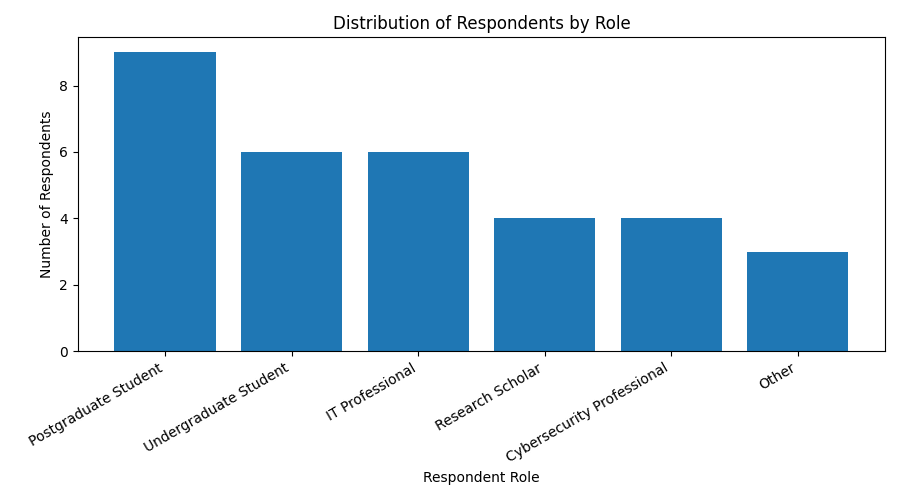 Distribution of Respondents by Role
Number of Respondents
8
6
4
2
0
Postgraduate Student
Undergraduate Student
IT Professional
Research Scholar
Cybersecurity Professional
Other
Respondent Role